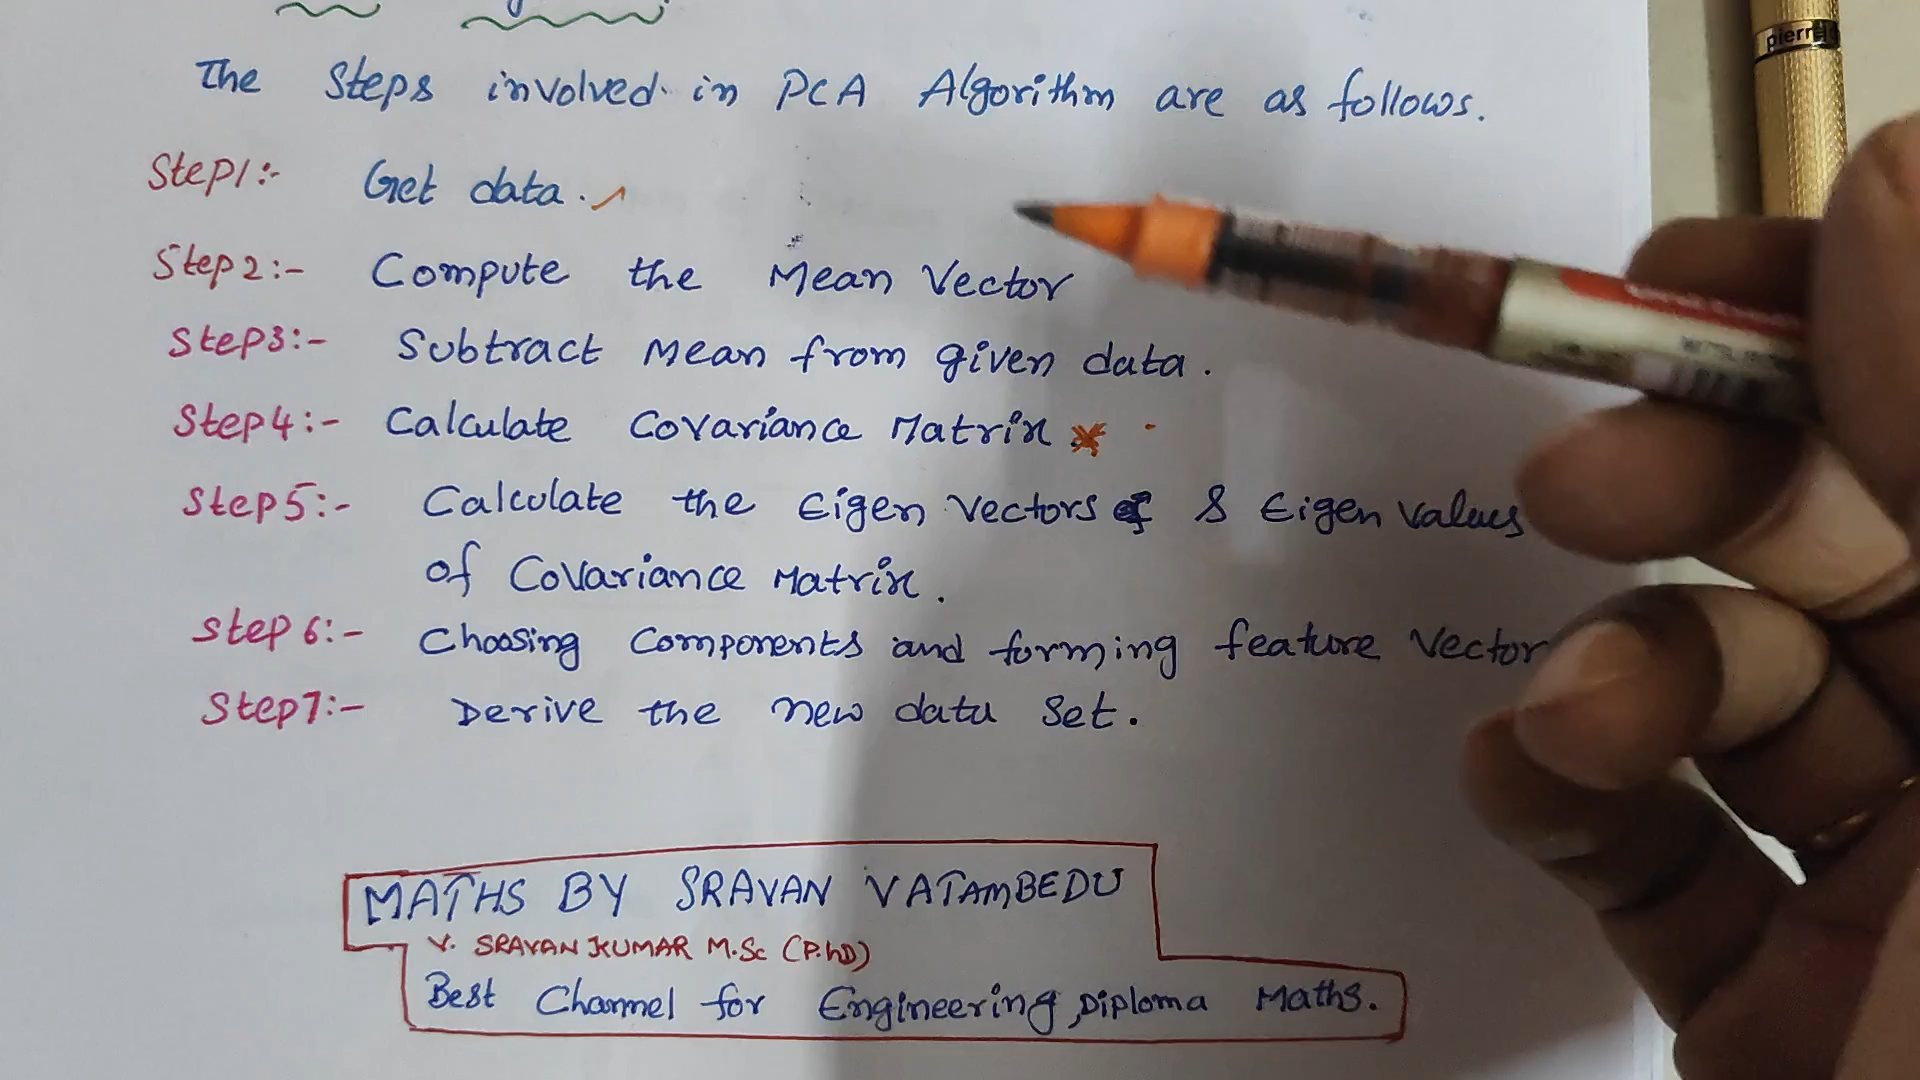 The Steps involved in PCA Algorithm are as follows.
Step1:- Get data.
Step2:- Compute the Mean Vector
Step3:- Subtract Mean from given data.
Step4:- Calculate Covariance Matrix
Step5:- Calculate the Eigen Vectors & Eigen Values
of Covariance Matrix.
Step 6:- Choosing Components and forming feature Vector
Step7:- Derive the new data set.
MATHS BY SRAVAN VATAMBEDU
V. SRAVAN KUMAR M.Sc (P.hD)
Best Channel for Engineering, Diploma Maths.
pierre